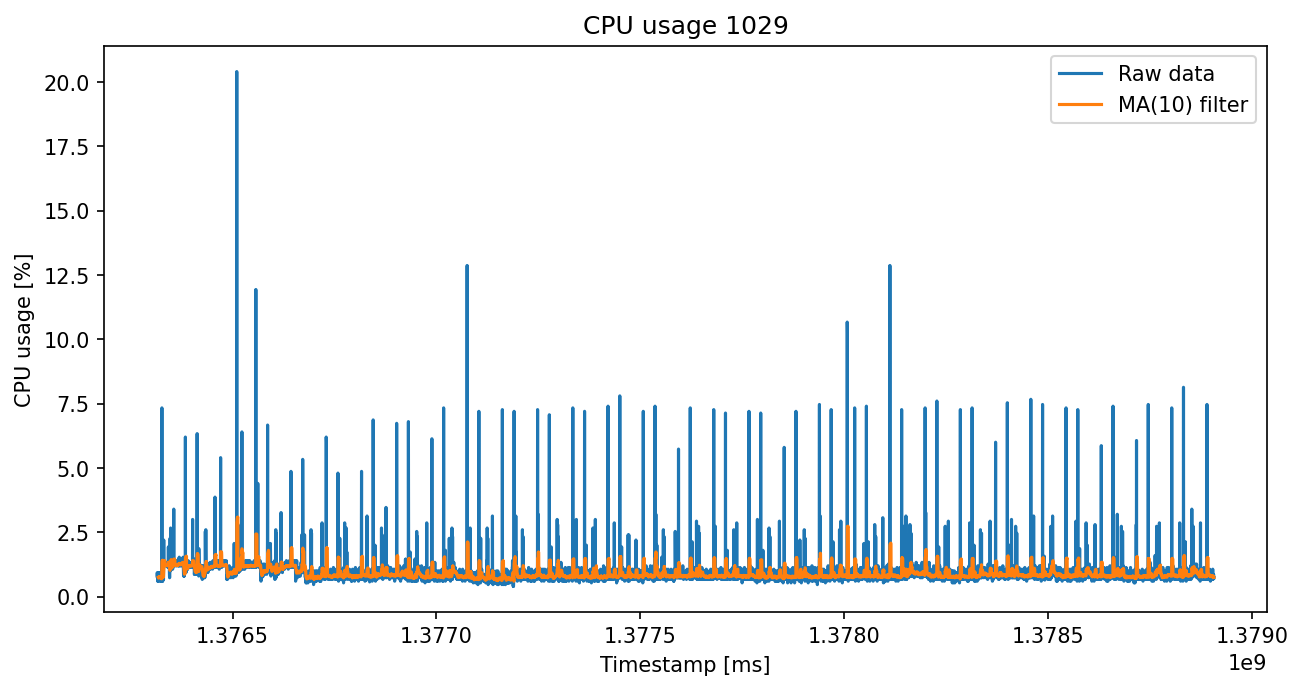 CPU usage 1029
Raw data
MA(10) filter
CPU usage [%]
20.0
17.5
15.0
12.5
10.0
7.5
5.0
2.5
0.0
1.3765 1.3770 1.3775 1.3780 1.3785 1.3790
1e9
Timestamp [ms]